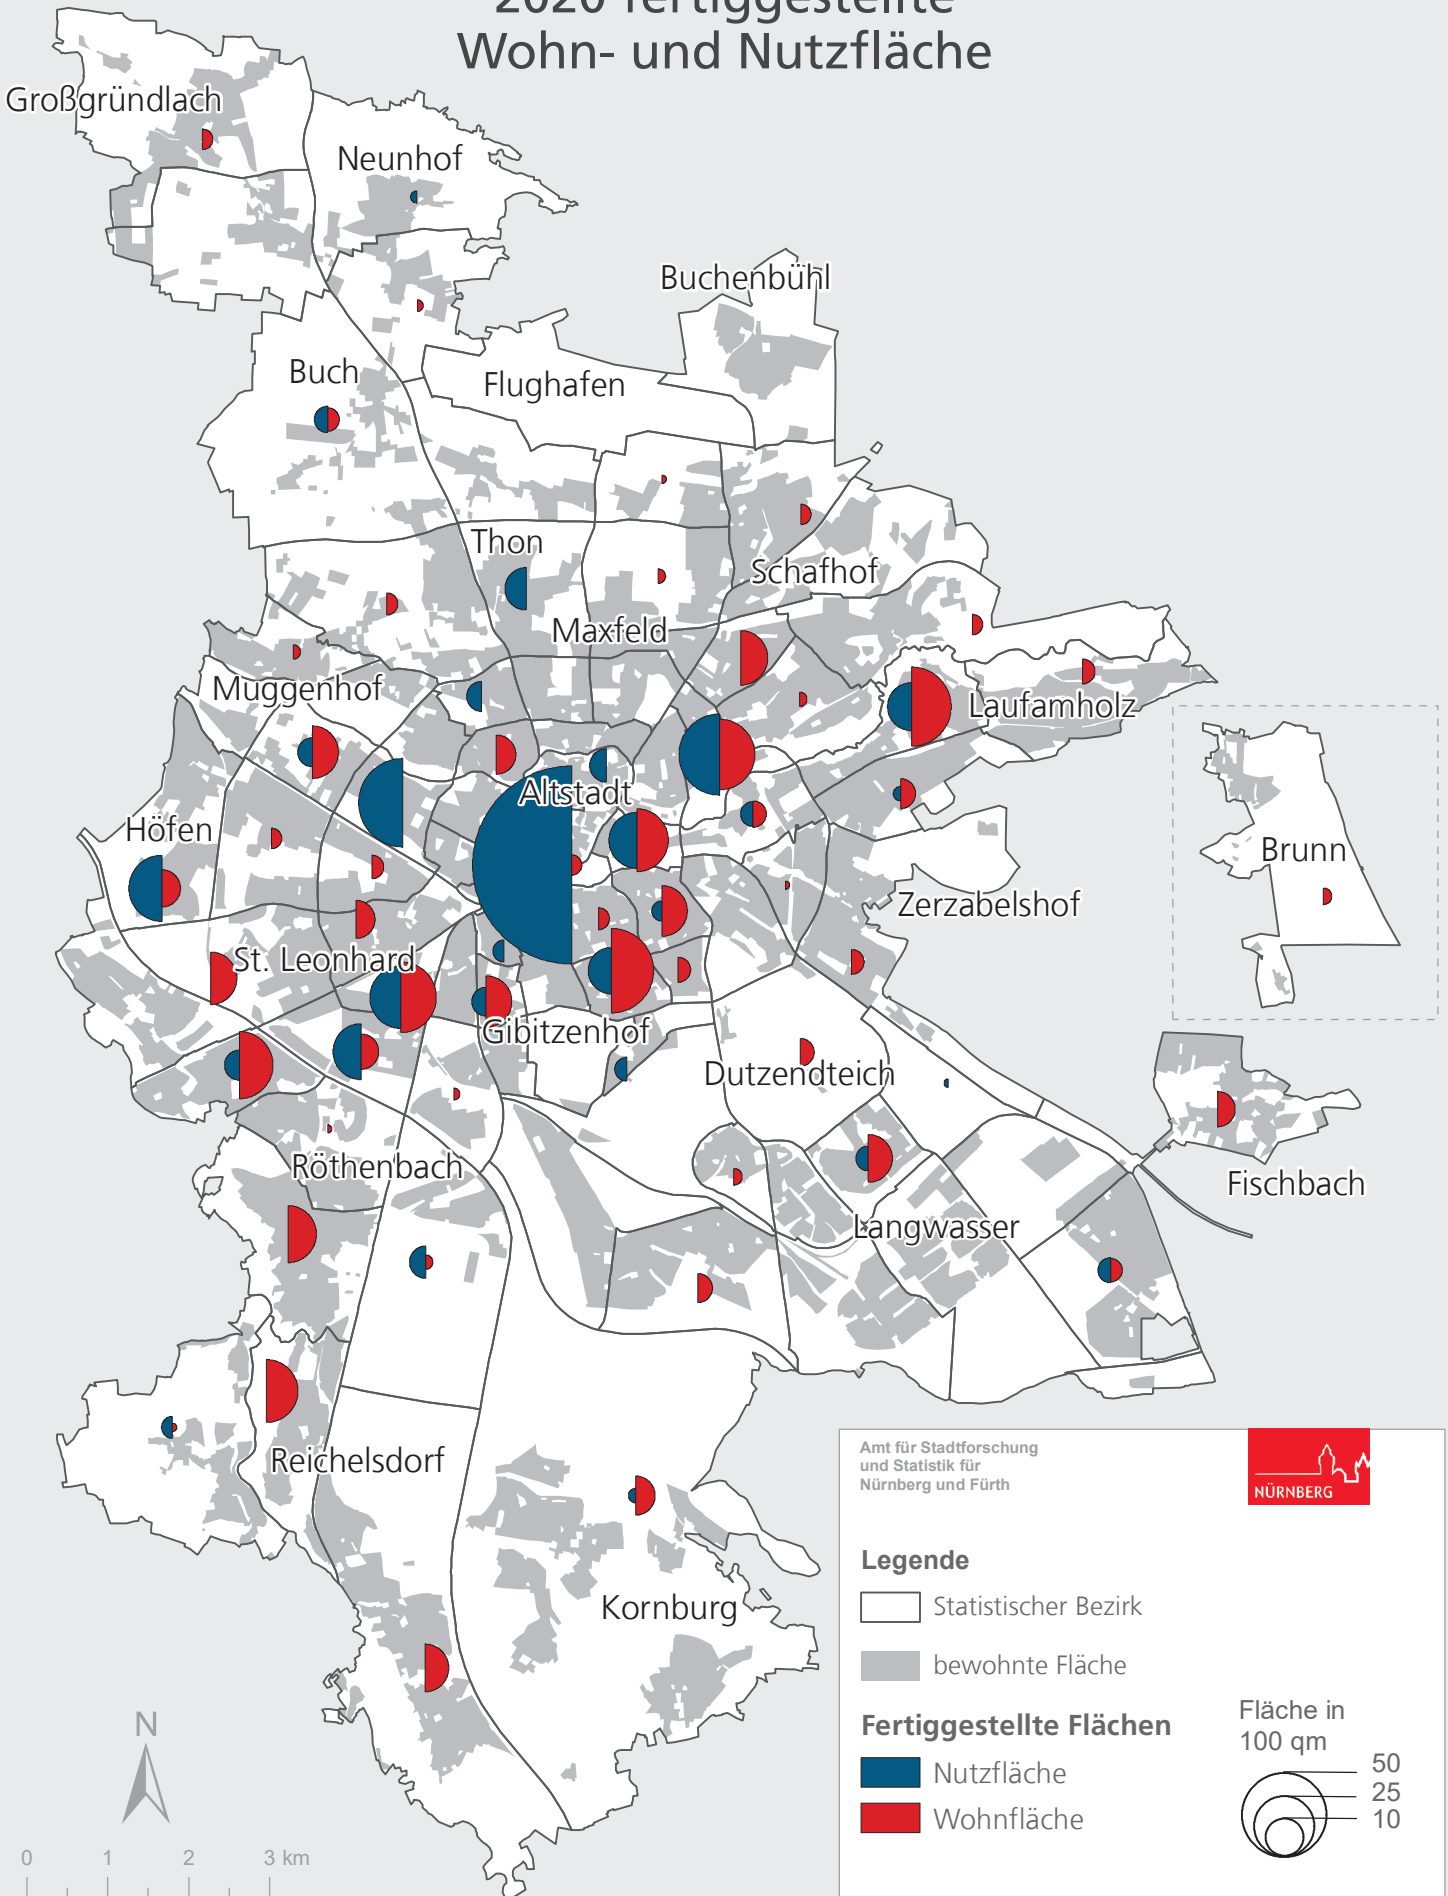 2020 fertiggestellte
Wohn- und Nutzfläche
Großgründlach
Neunhof
Buchenbühl
Buch
Flughafen
Thon
Schafhof
Maxfeld
Muggenhof
Laufamholz
Altstadt
Höfen
Brunn
Zerzabelshof
St. Leonhard
Gibitzenhof
Dutzendteich
Röthenbach
Fischbach
Langwasser
Reichelsdorf
Kornburg
Amt für Stadtforschung
und Statistik für
Nürnberg und Fürth
NÜRNBERG
Legende
Statistischer Bezirk
bewohnte Fläche
Fertiggestellte Flächen
Nutzfläche
Wohnfläche
Fläche in
100 qm
50
25
10
N
0 1 2 3 km